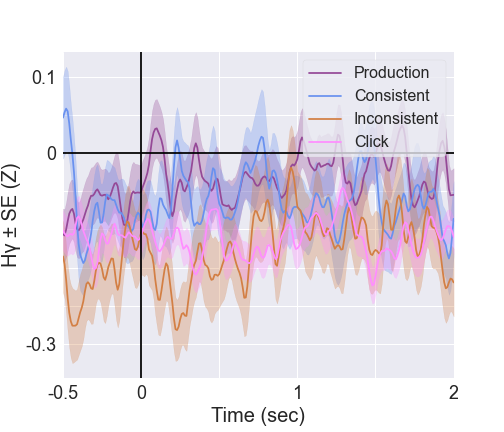 Production
Consistent
Inconsistent
Click
0.1
0
-0.3
Hγ ± SE (Z)
-0.5
0
1
2
Time (sec)